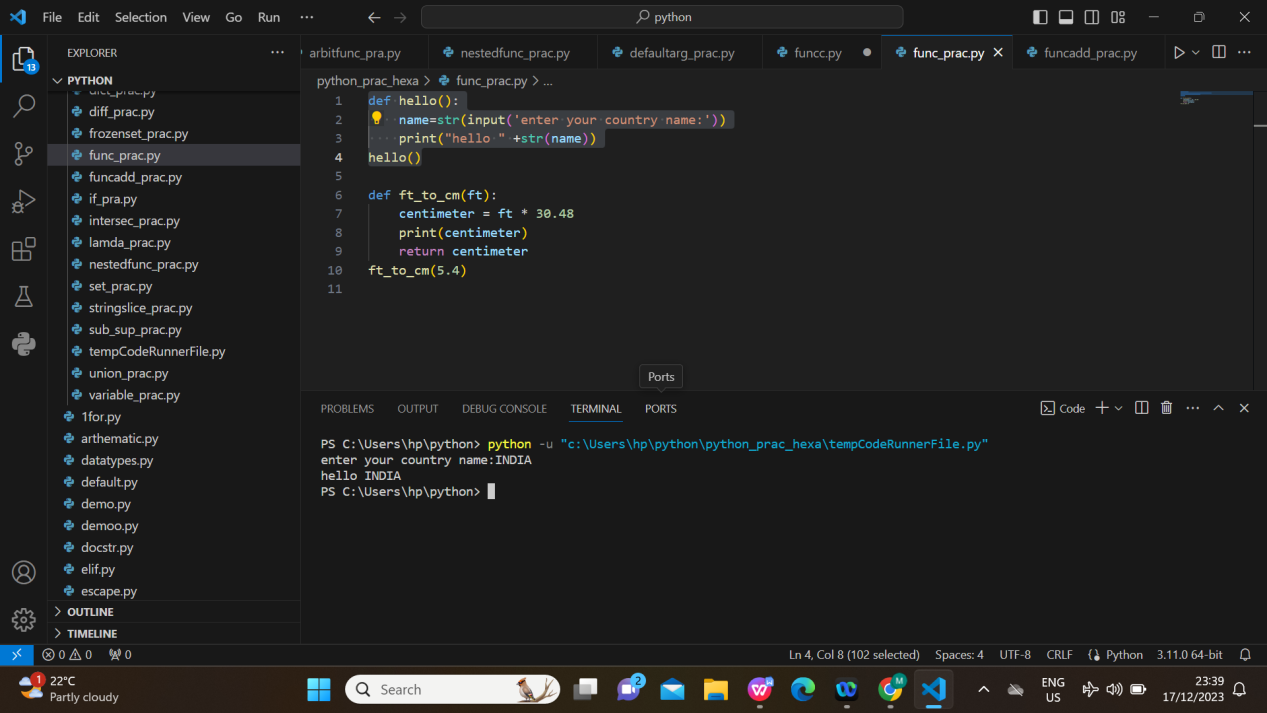 File Edit Selection View Go Run ··· python
EXPLORER ···
arbitfunc_pra.py nestedfunc_prac.py defaultarg_prac.py funcc.py func_prac.py funcadd_prac.py
PYTHON
python_prac_hexa > func_prac.py > ...
dict_prac.py
diff_prac.py
frozenset_prac.py
func_prac.py
funcadd_prac.py
if_pra.py
intersec_prac.py
lamda_prac.py
nestedfunc_prac.py
set_prac.py
stringslice_prac.py
sub_sup_prac.py
tempCodeRunnerFile.py
union_prac.py
variable_prac.py
1for.py
arthematic.py
datatypes.py
default.py
demo.py
demoo.py
docstr.py
elif.py
escape.py
OUTLINE
TIMELINE
13
1 def hello():
2 name=str(input('enter your country name:'))
3 print("hello " +str(name))
4 hello()
5
6 def ft_to_cm(ft):
7 centimeter = ft * 30.48
8 print(centimeter)
9 return centimeter
10 ft_to_cm(5.4)
11
Ports
PROBLEMS OUTPUT DEBUG CONSOLE TERMINAL PORTS Code
PS C:\Users\hp\python> python -u "c:\Users\hp\python\python_prac_hexa\tempCodeRunnerFile.py"
enter your country name:INDIA
hello INDIA
PS C:\Users\hp\python>
0 0 0 Ln 4, Col 8 (102 selected) Spaces: 4 UTF-8 CRLF Python 3.11.0 64-bit
1 22°C
Partly cloudy
Search
2
M
ENG
US
23:39
17/12/2023